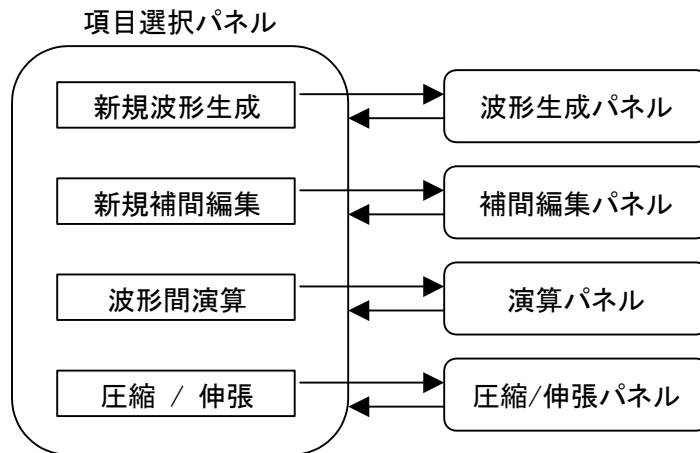 項目選択パネル
新規波形生成
波形生成パネル
新規補間編集
補間編集パネル
波形間演算
演算パネル
圧縮 / 伸張
圧縮/伸張パネル